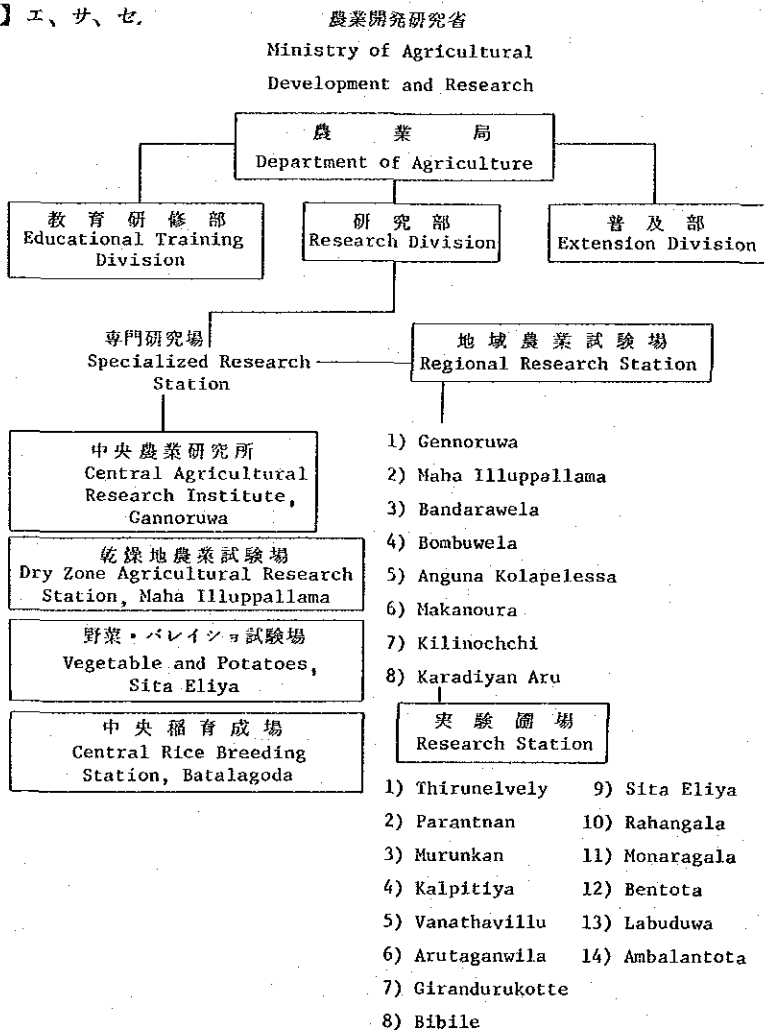 】エ、サ、セ.
農業開発研究省
Ministry of Agricultural
Development and Research
農業局
Department of Agriculture
教育研修部
Educational Training
Division
研究部
Research Division
普及部
Extension Division
専門研究場
Specialized Research
Station
地域農業試験場
Regional Research Station
中央農業研究所
Central Agricultural
Research Institute,
Gannoruwa
乾燥地農業試験場
Dry Zone Agricultural Research
Station, Maha Illuppallama
野菜・バレイショ試験場
Vegetable and Potatoes,
Sita Eliya
中央稲育成場
Central Rice Breeding
Station, Batalagoda
1) Gennoruwa
2) Maha Illuppallama
3) Bandarawela
4) Bombuwela
5) Anguna Kolapelessa
6) Makanoura
7) Kilinochchi
8) Karadiyan Aru
実験圃場
Research Station
1) Thirunelvely
2) Parantnan
3) Murunkan
4) Kalpitiya
5) Vanathavillu
6) Arutaganwila
7) Girandurukotte
8) Bibile
9) Sita Eliya
10) Rahangala
11) Monaragala
12) Bentota
13) Labuduwa
14) Ambalantota